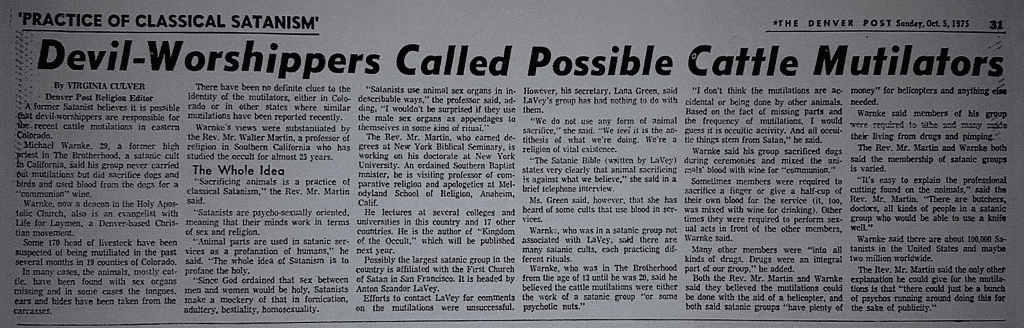 'PRACTICE OF CLASSICAL SATANISM'
*THE DENVER POST Sunday, Oct. 5, 1975 31
Devil-Worshippers Called Possible Cattle Mutilators
By VIRGINIA CULVER
Denver Post Religion Editor
A former Satanist believes it is possible
that devil-worshippers are responsible for
the recent cattle mutilations in eastern
Colorado.
Michael Warnke, 29, a former high
priest in The Brotherhood, a satanic cult
in California, said his group never carried
out mutilations but did sacrifice dogs and
birds and used blood from the dogs for a
"communion" wine.
Warnke, now a deacon in the Holy Apos-
tolic Church, also is an evangelist with
Life for Laymen, a Denver-based Chris-
tian movement.
Some 170 head of livestock have been
suspected of being mutilated in the past
several months in 19 counties of Colorado.
In many cases, the animals, mostly cat-
tle, have been found with sex organs
missing and in some cases the tongues,
ears and hides have been taken from the
carcasses.
There have been no definite clues to the
identity of the mutilators, either in Colo-
rado or in other states where similar
mutilations have been reported recently.
Warnke's views were substantiated by
the Rev. Mr. Walter Martin, a professor of
religion in Southern California who has
studied the occult for almost 25 years.
The Whole Idea
"Sacrificing animals is a practice of
classical Satanism," the Rev. Mr. Martin
said.
"Satanists are psycho-sexually oriented,
meaning that their minds work in terms
of sex and religion.
"Animal parts are used in satanic serv-
ices as a profanation of humans," he
said. "The whole idea of Satanism is to
profane the holy.
"Since God ordained that sex between
men and women would be holy, Satanists
make a mockery of that in fornication,
adultery, bestiality, homosexuality.
"Satanists use animal sex organs in in-
describable ways," the professor said, ad-
ding, "I wouldn't be surprised if they use
the male sex organs as appendages to
themselves in some kind of ritual."
The Rev. Mr. Martin, who earned de-
grees at New York Biblical Seminary, is
working on his doctorate at New York
University. An ordained Southern Baptist
minister, he is visiting professor of com-
parative religion and apologetics at Mel-
odyland School of Religion, Anaheim,
Calif.
He lectures at several colleges and
universities in this country and 17 other
countries. He is the author of "Kingdom
of the Occult," which will be published
next year.
Possibly the largest satanic group in the
country is affiliated with the First Church
of Satan in San Francisco. It is headed by
Anton Szandor LaVey.
Efforts to contact LaVey for comments
on the mutilations were unsuccessful.
However, his secretary, Lana Green, said
LaVey's group has had nothing to do with
them.
"We do not use any form of animal
sacrifice," she said. "We feel it is the an-
tithesis of what we're doing. We're a
religion of vital existence.
"The Satanic Bible (written by LaVey)
states very clearly that animal sacrificing
is against what we believe," she said in a
brief telephone interview.
Ms. Green said, however, that she has
heard of some cults that use blood in ser-
vices.
Warnke, who was in a satanic group not
associated with LaVey, said there are
many satanic cults, each practicing dif-
ferent rituals.
Warnke, who was in The Brotherhood
from the age of 13 until he was 20, said he
believed the cattle mutilations were either
the work of a satanic group "or some
psychotic nuts."
"I don't think the mutilations are ac-
cidental or being done by other animals.
Based on the fact of missing parts and
the frequency of mutilations, I would
guess it is occultic activity. And all occul-
tic things stem from Satan," he said.
Warnke said his group sacrificed dogs
during ceremonies and mixed the ani-
mals' blood with wine for "communion."
Sometimes members were required to
sacrifice a finger or give a half-cup of
their own blood for the service (it, too,
was mixed with wine for drinking). Other
times they were required to perform sex-
ual acts in front of the other members,
Warnke said.
Many other members were "into all
kinds of drugs. Drugs were an integral
part of our group," he added.
Both the Rev. Mr. Martin and Warnke
said they believed the mutilations could
be done with the aid of a helicopter, and
both said satanic groups "have plenty of
money" for helicopters and anything else
needed.
Warnke said members of his group
were required to tithe and many made
their living from drugs and pimping."
The Rev. Mr. Martin and Warnke both
said the membership of satanic groups
is varied.
"It's easy to explain the professional
cutting found on the animals," said the
Rev. Mr. Martin. "There are butchers,
doctors, all kinds of people in a satanic
group who would be able to use a knife
well."
Warnke said there are about 100,000 Sa-
tanists in the United States and maybe
two million worldwide.
The Rev. Mr. Martin said the only other
explanation he could give for the mutila-
tions is that "there could just be a bunch
of psychos running around doing this for
the sake of publicity."